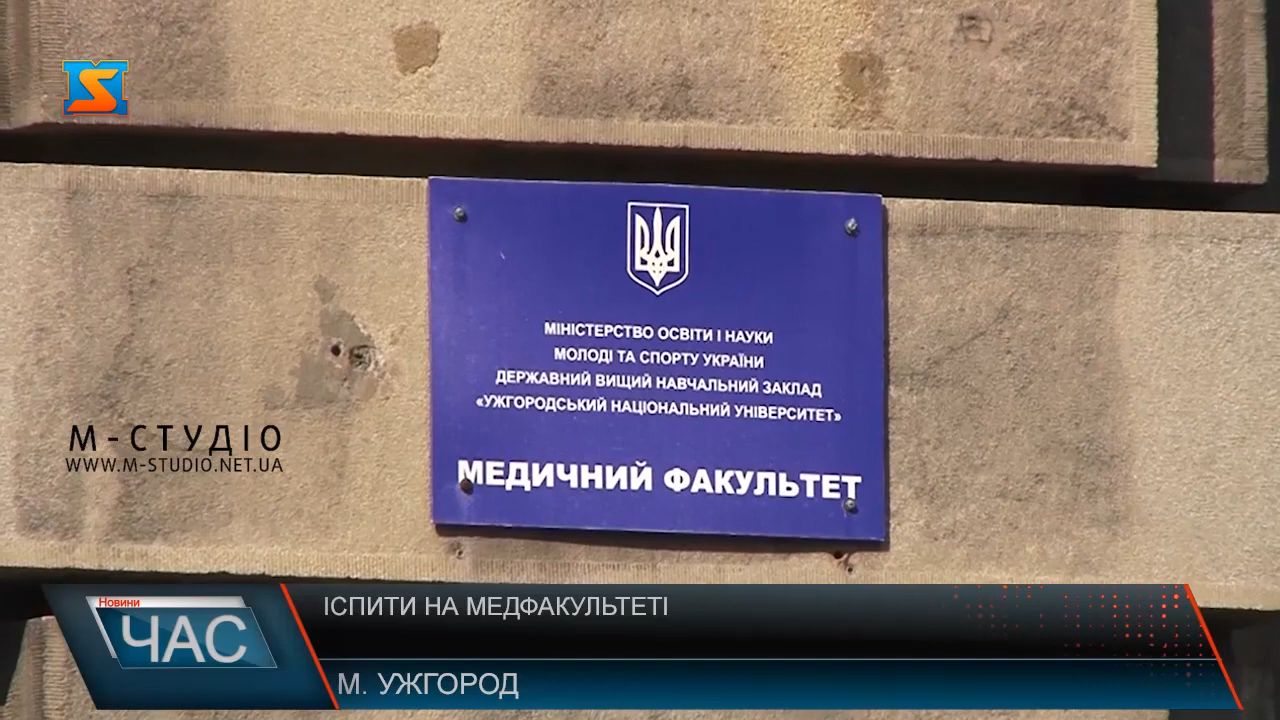 МІНІСТЕРСТВО ОСВІТИ І НАУКИ
МОЛОДІ ТА СПОРТУ УКРАЇНИ
ДЕРЖАВНИЙ ВИЩИЙ НАВЧАЛЬНИЙ ЗАКЛАД
«УЖГОРОДСЬКИЙ НАЦІОНАЛЬНИЙ УНІВЕРСИТЕТ»
МЕДИЧНИЙ ФАКУЛЬТЕТ
М-СТУДІО
WWW.M-STUDIO.NET.UA
Новини
ЧАС
ІСПИТИ НА МЕДФАКУЛЬТЕТІ
М. УЖГОРОД